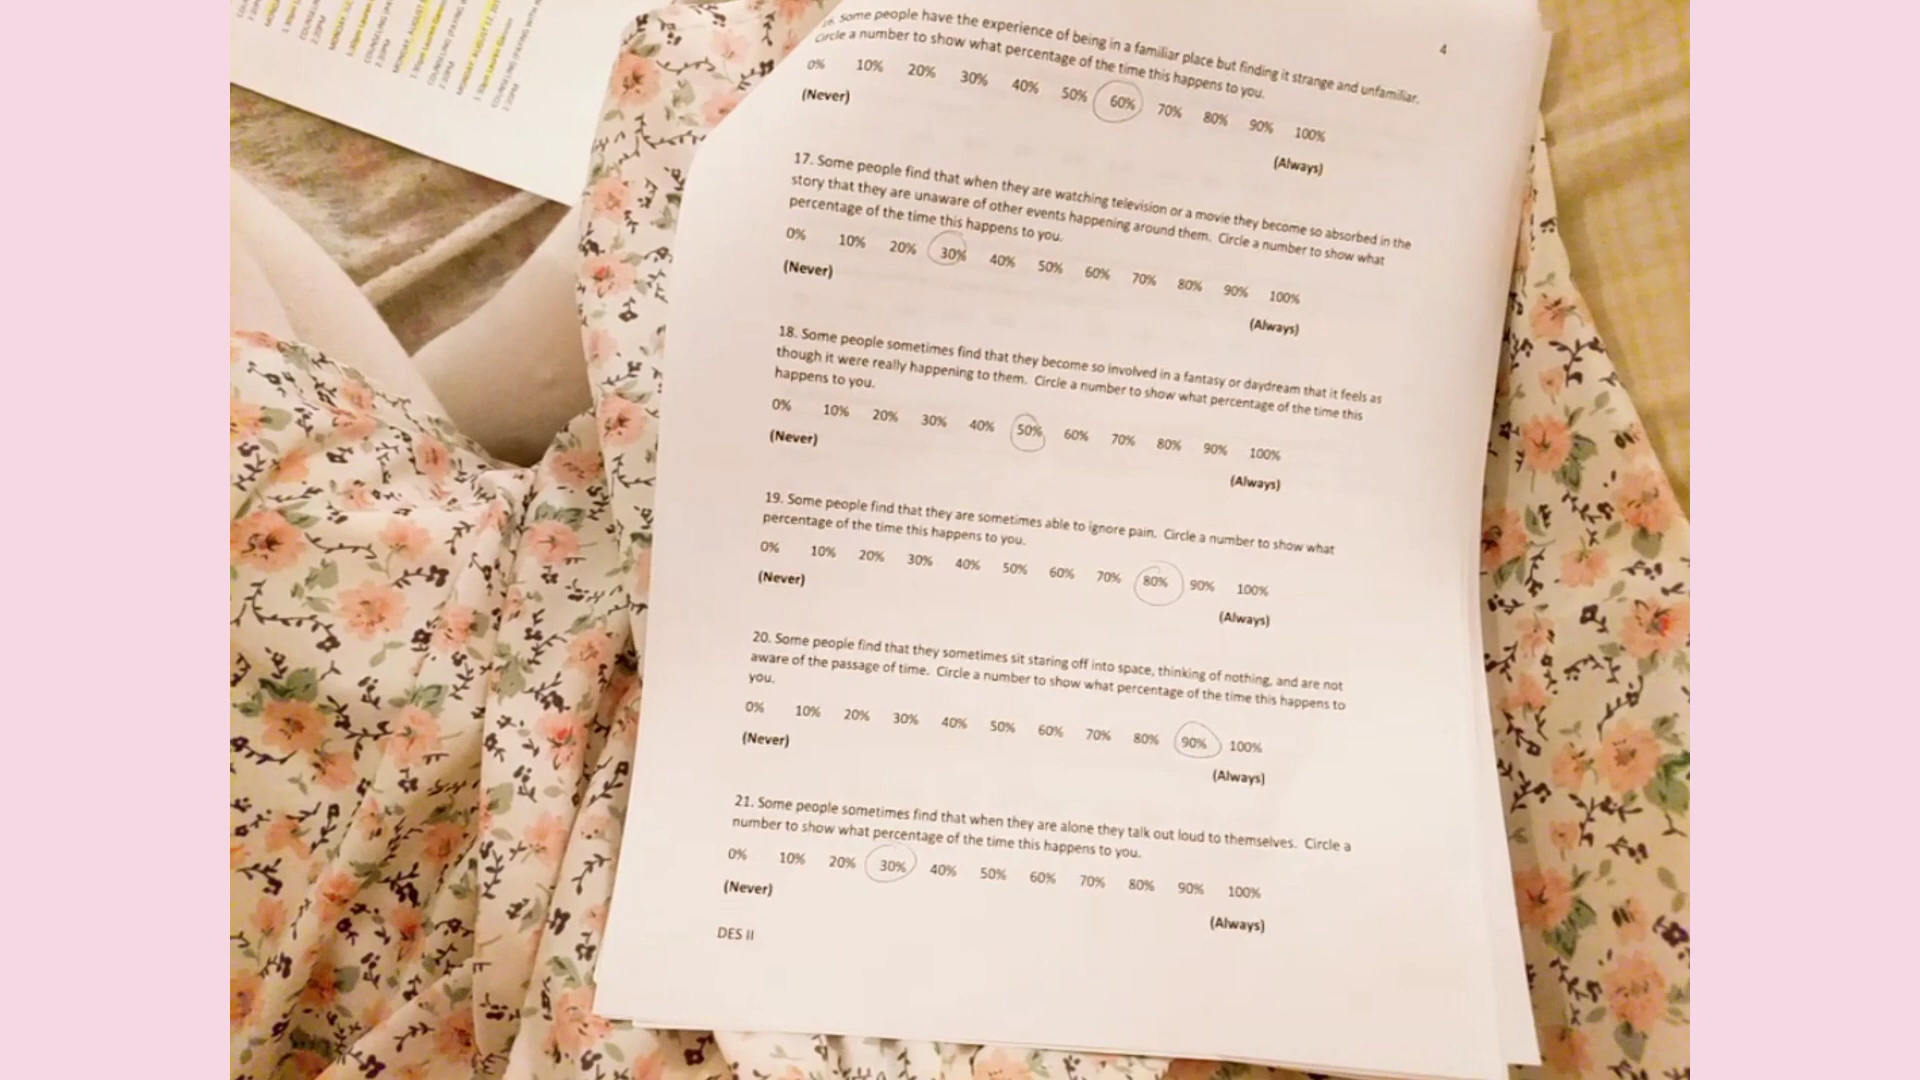 MONDAY, AUGUST
COUNSELING
MONDAY, AUGUST 12, 201
COUNSELING (FAXING WITH
2:20PM
4
16. Some people have the experience of being in a familiar place but finding it strange and unfamiliar.
Circle a number to show what percentage of the time this happens to you.
0% 10% 20% 30% 40% 50% 60% 70% 80% 90% 100%
(Never)
(Always)
17. Some people find that when they are watching television or a movie they become so absorbed in the
story that they are unaware of other events happening around them. Circle a number to show what
percentage of the time this happens to you.
0% 10% 20% 30% 40% 50% 60% 70% 80% 90% 100%
(Never)
(Always)
18. Some people sometimes find that they become so involved in a fantasy or daydream that it feels as
though it were really happening to them. Circle a number to show what percentage of the time this
happens to you.
0% 10% 20% 30% 40% 50% 60% 70% 80% 90% 100%
(Never)
(Always)
19. Some people find that they are sometimes able to ignore pain. Circle a number to show what
percentage of the time this happens to you.
0% 10% 20% 30% 40% 50% 60% 70% 80% 90% 100%
(Never)
(Always)
20. Some people find that they sometimes sit staring off into space, thinking of nothing, and are not
aware of the passage of time. Circle a number to show what percentage of the time this happens to
you.
0% 10% 20% 30% 40% 50% 60% 70% 80% 90% 100%
(Never)
(Always)
21. Some people sometimes find that when they are alone they talk out loud to themselves. Circle a
number to show what percentage of the time this happens to you.
0% 10% 20% 30% 40% 50% 60% 70% 80% 90% 100%
(Never)
(Always)
DES II